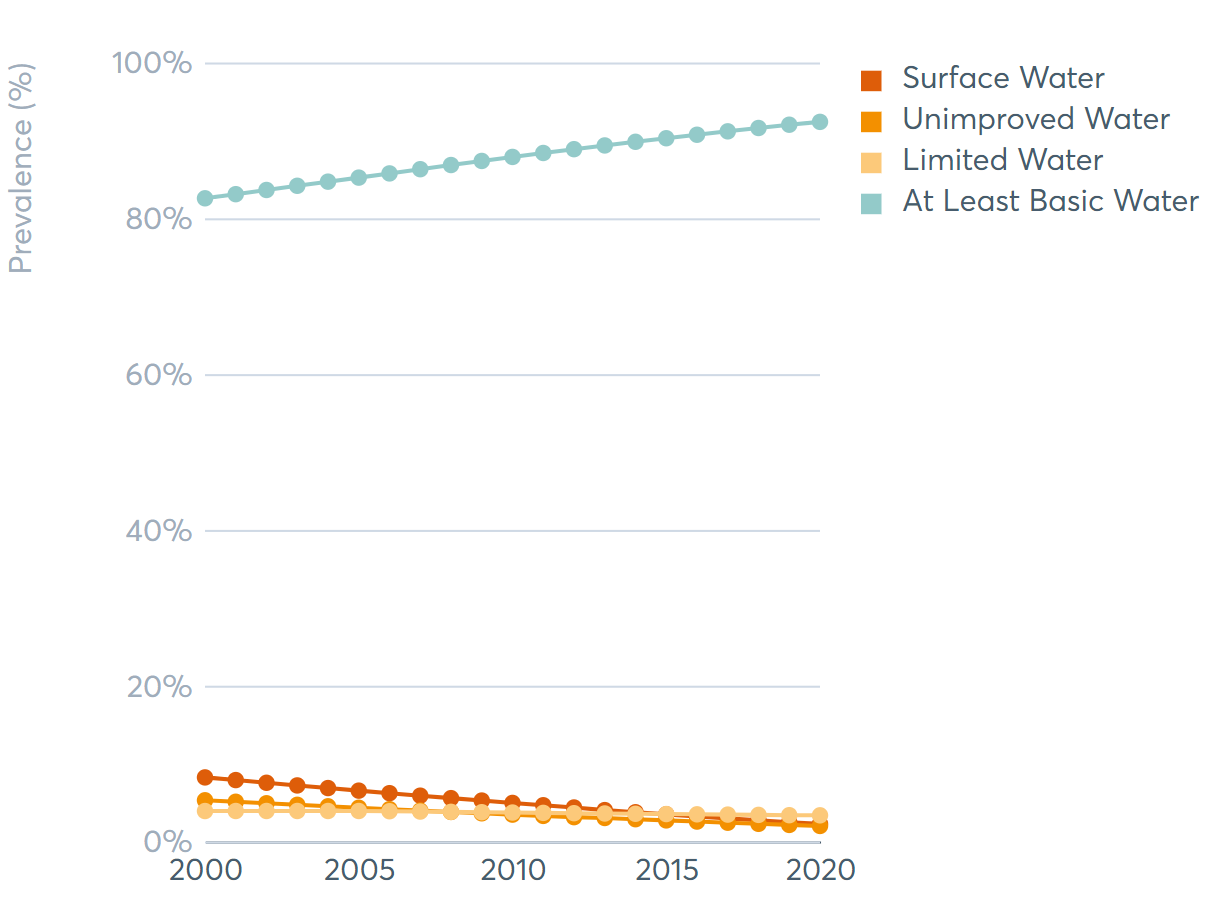 Prevalence (%)
100%
80%
60%
40%
20%
0%
2000 2005 2010 2015 2020
Surface Water
Unimproved Water
Limited Water
At Least Basic Water